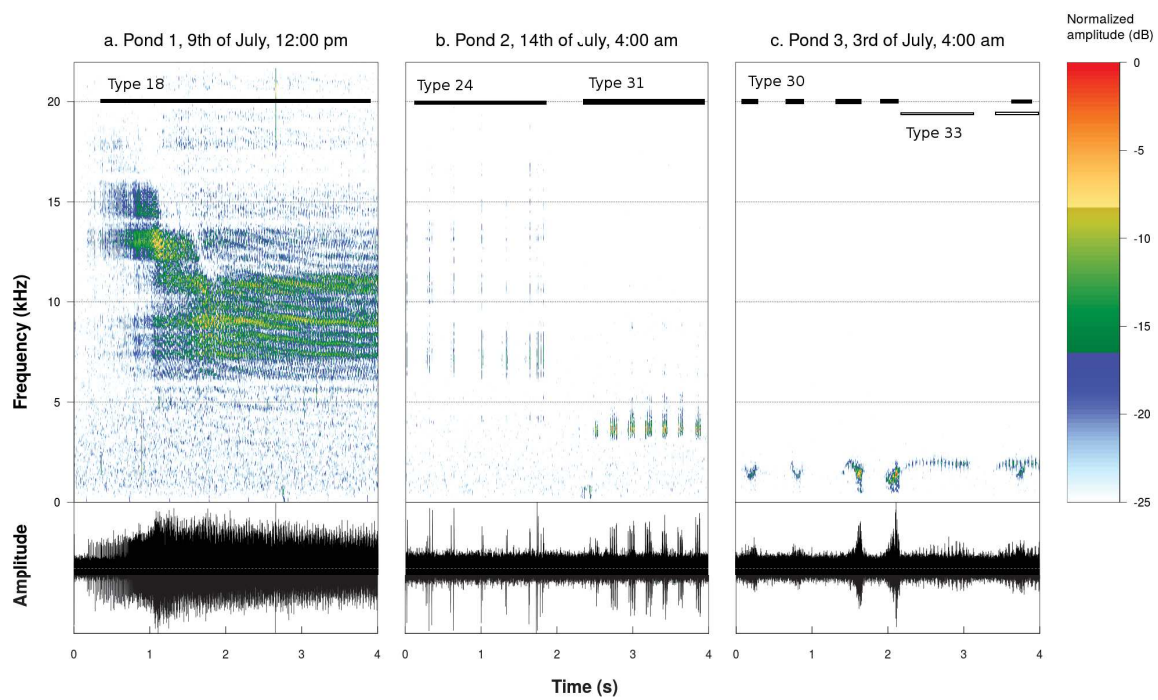 Normalized
amplitude (dB)
a. Pond 1, 9th of July, 12:00 pm
b. Pond 2, 14th of July, 4:00 am
c. Pond 3, 3rd of July, 4:00 am
Type 18
Type 24
Type 31
Type 30
Type 33
Frequency (kHz)
20
15
10
5
0
0
-5
-10
-15
-20
-25
Amplitude
0 1 2 3 4
0 1 2 3 4
0 1 2 3 4
Time (s)